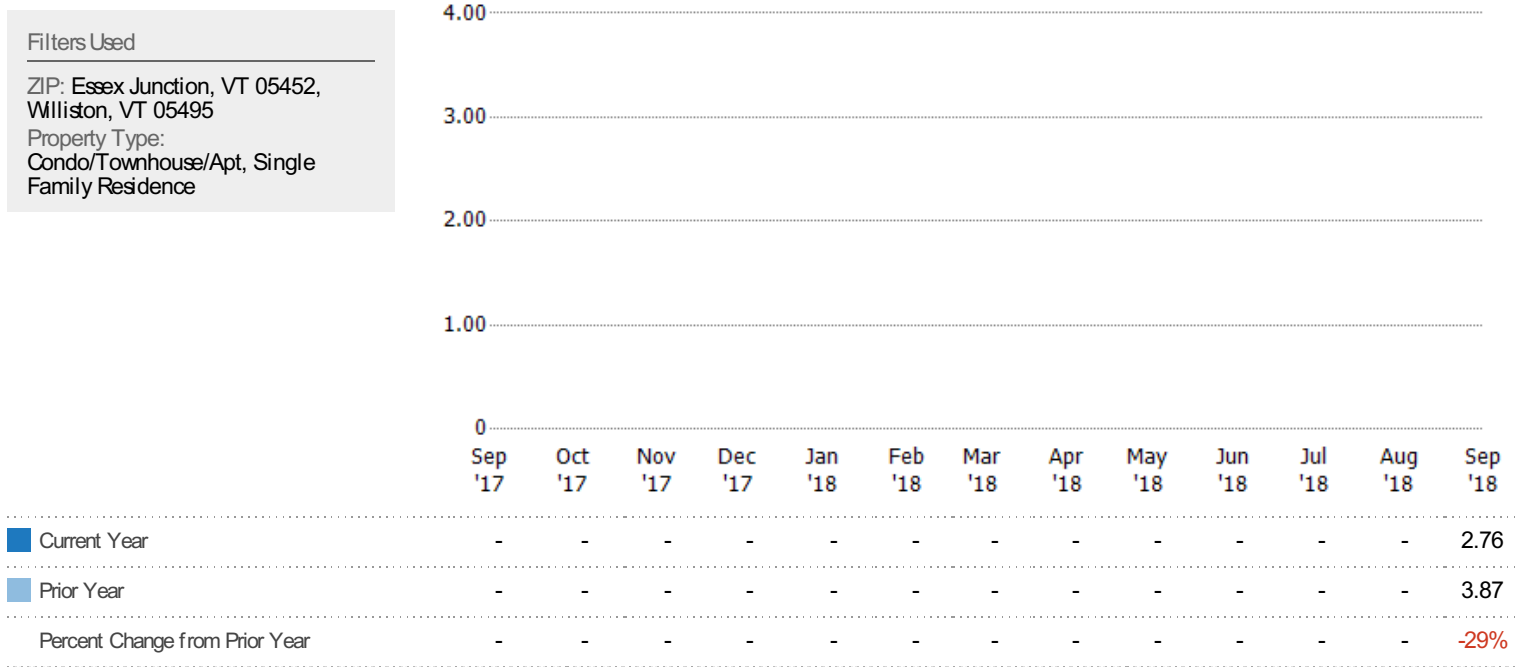 Filters Used
ZIP: Essex Junction, VT 05452,
Williston, VT 05495
Property Type:
Condo/Townhouse/Apt, Single
Family Residence
4.00
3.00
2.00
1.00
0
Sep Oct Nov Dec Jan Feb Mar Apr May Jun Jul Aug Sep
'17 '17 '17 '17 '18 '18 '18 '18 '18 '18 '18 '18 '18
Current Year - - - - - - - - - - - - 2.76
Prior Year - - - - - - - - - - - - 3.87
Percent Change from Prior Year - - - - - - - - - - - - -29%